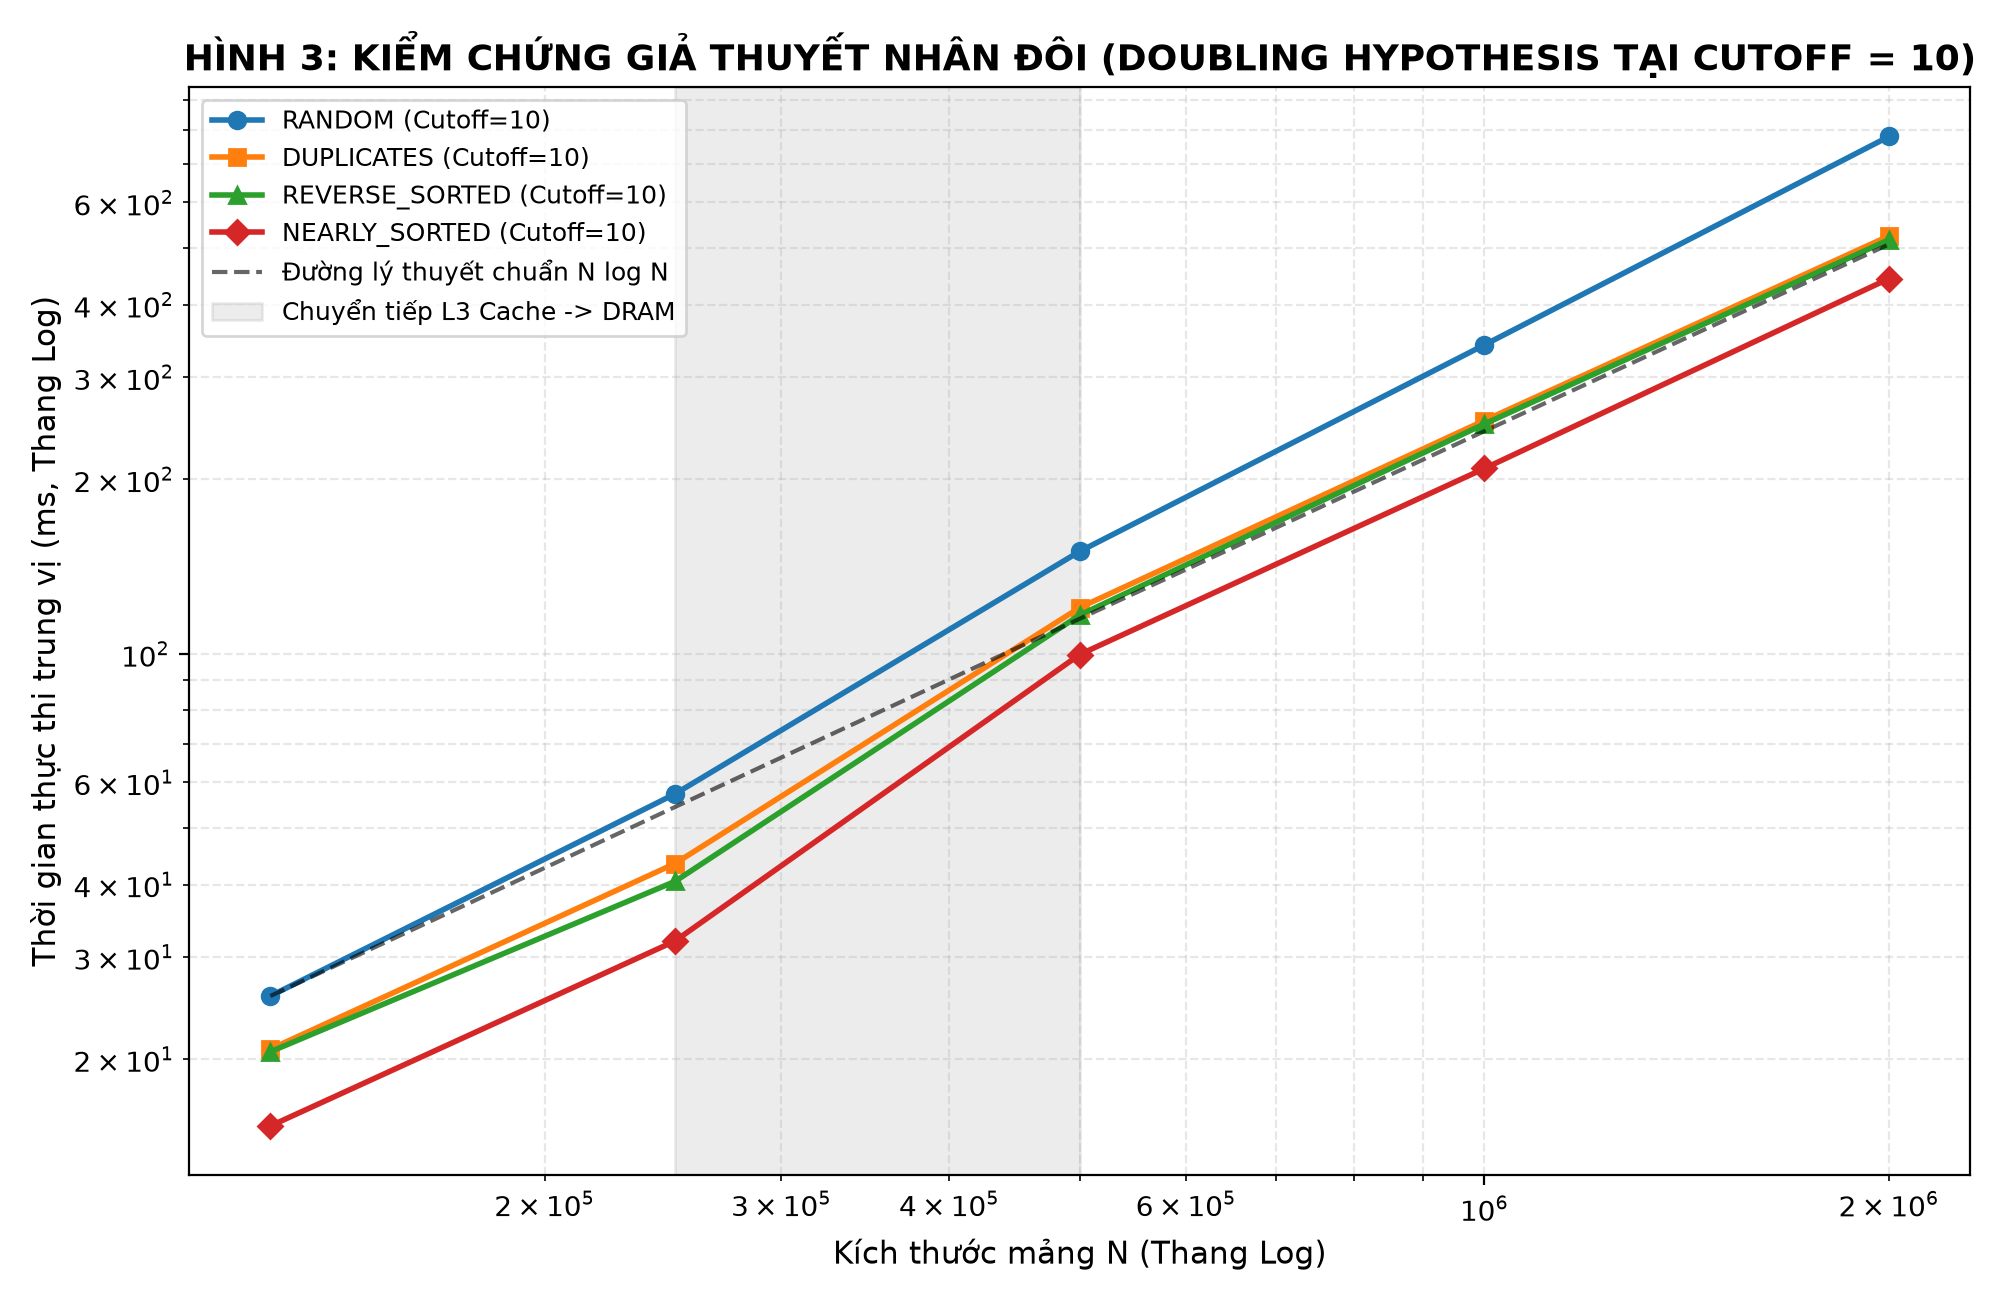 HÌNH 3: KIỂM CHỨNG GIẢ THUYẾT NHÂN ĐÔI (DOUBLING HYPOTHESIS TẠI CUTOFF = 10)
RANDOM (Cutoff=10)
DUPLICATES (Cutoff=10)
REVERSE_SORTED (Cutoff=10)
NEARLY_SORTED (Cutoff=10)
Đường lý thuyết chuẩn N log N
Chuyển tiếp L3 Cache -> DRAM
Thời gian thực thi trung vị (ms, Thang Log)
6 × 10²
4 × 10²
3 × 10²
2 × 10²
10²
6 × 10¹
4 × 10¹
3 × 10¹
2 × 10¹
2 × 10⁵
3 × 10⁵
4 × 10⁵
6 × 10⁵
10⁶
2 × 10⁶
Kích thước mảng N (Thang Log)